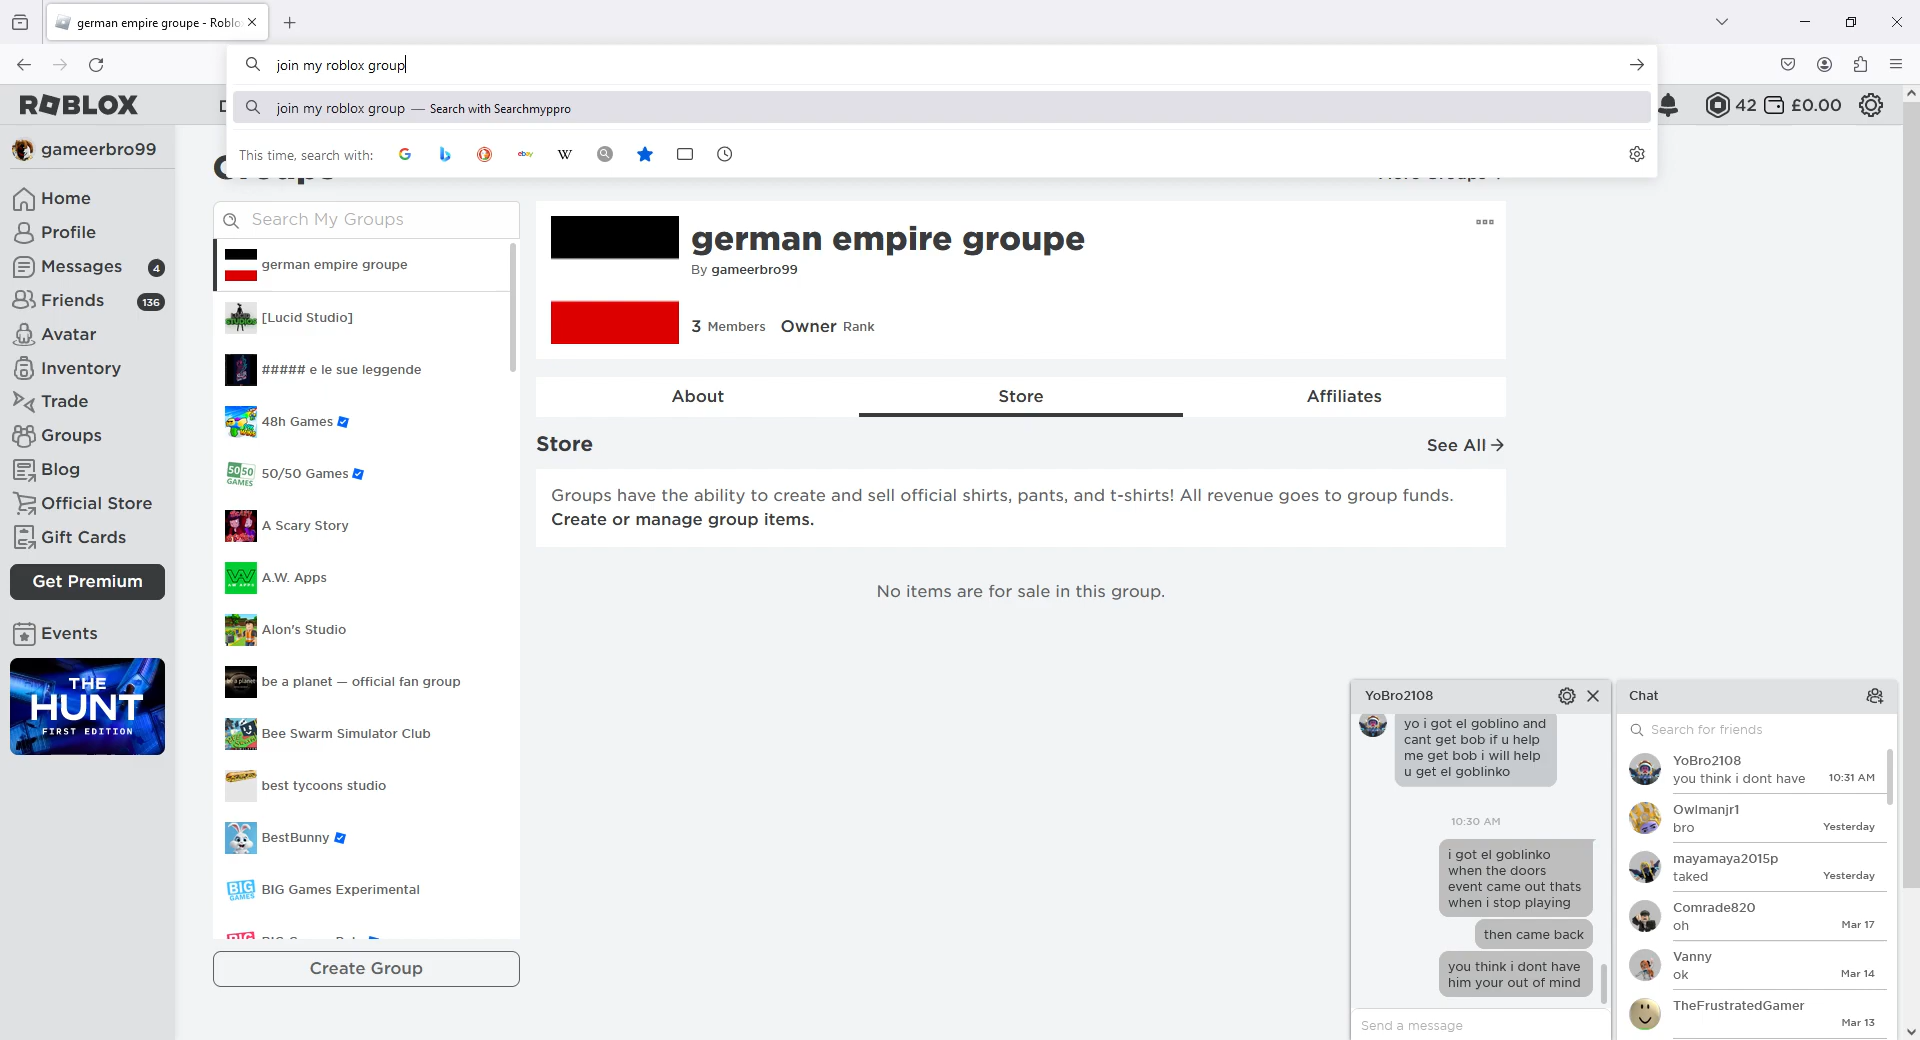 german empire groupe - Roblo
join my roblox group
join my roblox group — Search with Searchmyppro
This time, search with:
ebay
W
ROBLOX
42
£0.00
gameerbro99
Home
Profile
Messages 4
Friends 136
Avatar
Inventory
Trade
Groups
Blog
Official Store
Gift Cards
Get Premium
Events
THE
HUNT
FIRST EDITION
Search My Groups
german empire groupe
[Lucid Studio]
##### e le sue leggende
48h Games
50/50 Games
A Scary Story
A.W. Apps
Alon's Studio
be a planet — official fan group
Bee Swarm Simulator Club
best tycoons studio
BestBunny
BIG Games Experimental
Create Group
german empire groupe
By gameerbro99
3 Members Owner Rank
About
Store
Affiliates
Store
See All
Groups have the ability to create and sell official shirts, pants, and t-shirts! All revenue goes to group funds.
Create or manage group items.
No items are for sale in this group.
YoBro2108
yo i got el goblino and
cant get bob if u help
me get bob i will help
u get el goblinko
10:30 AM
i got el goblinko
when the doors
event came out thats
when i stop playing
then came back
you think i dont have
him your out of mind
Send a message
Chat
Search for friends
YoBro2108
you think i dont have 10:31 AM
Owlmanjr1
bro Yesterday
mayamaya2015p
taked Yesterday
Comrade820
oh Mar 17
Vanny
ok Mar 14
TheFrustratedGamer
Mar 13